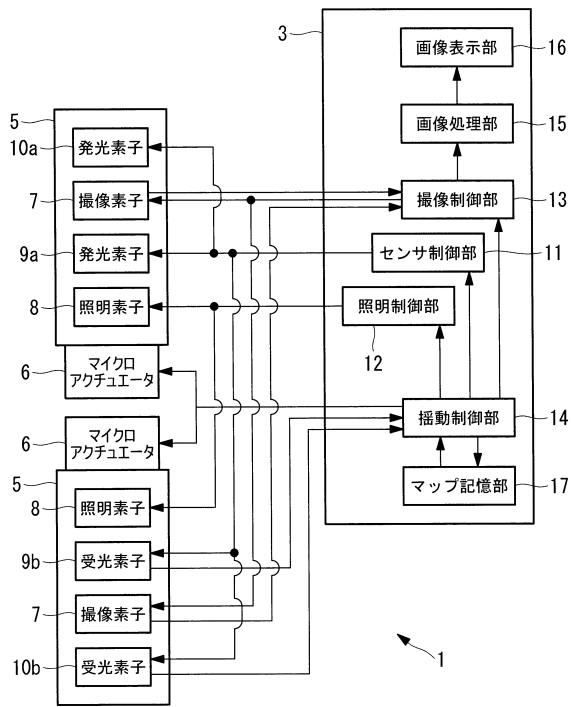 3
画像表示部
16
画像処理部
15
撮像制御部
13
センサ制御部
11
照明制御部
12
揺動制御部
14
マップ記憶部
17
5
10a
発光素子
7
撮像素子
9a
発光素子
8
照明素子
6
マイクロ
アクチュエータ
6
マイクロ
アクチュエータ
5
8
照明素子
9b
受光素子
7
撮像素子
10b
受光素子
1